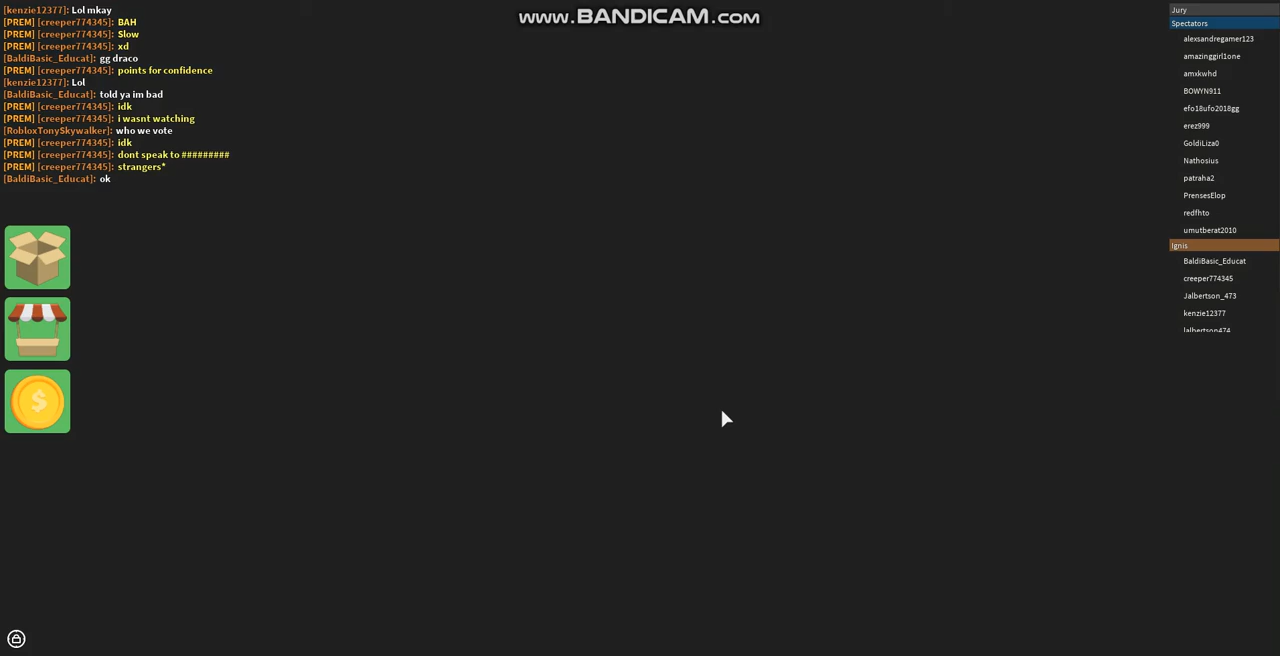 [kenzie12377]: Lol mkay
[PREM] [creeper774345]: BAH
[PREM] [creeper774345]: Slow
[PREM] [creeper774345]: xd
[BaldiBasic_Educat]: gg draco
[PREM] [creeper774345]: points for confidence
[kenzie12377]: Lol
[BaldiBasic_Educat]: told ya im bad
[PREM] [creeper774345]: idk
[PREM] [creeper774345]: i wasnt watching
[RobloxTonySkywalker]: who we vote
[PREM] [creeper774345]: idk
[PREM] [creeper774345]: dont speak to #########
[PREM] [creeper774345]: strangers*
[BaldiBasic_Educat]: ok
$
www.BANDICAM.com
Jury
Spectators
alexsandregamer123
amazinggirl1one
amxkwhd
BOWYN911
efo18ufo2018gg
erez999
GoldiLiza0
Nathosius
patraha2
PrensesElop
redfhto
umutberat2010
Ignis
BaldiBasic_Educat
creeper774345
Jalbertson_473
kenzie12377